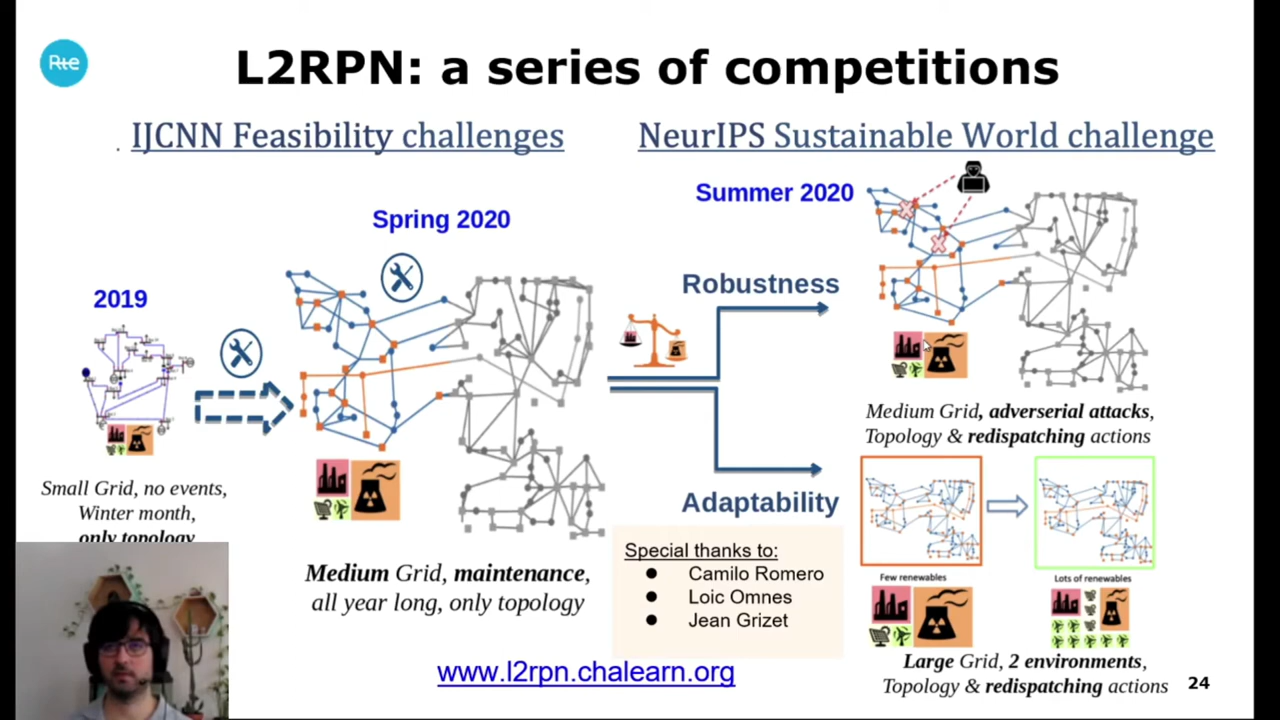 Rte
L2RPN: a series of competitions
IJCNN Feasibility challenges
NeurIPS Sustainable World challenge
2019
Spring 2020
Summer 2020
Robustness
Adaptability
Small Grid, no events,
Winter month,
only topology
Medium Grid, maintenance,
all year long, only topology
Medium Grid, adverserial attacks,
Topology & redispatching actions
Special thanks to:
● Camilo Romero
● Loic Omnes
● Jean Grizet
Few renewables
Lots of renewables
Large Grid, 2 environments,
Topology & redispatching actions
www.l2rpn.chalearn.org
24